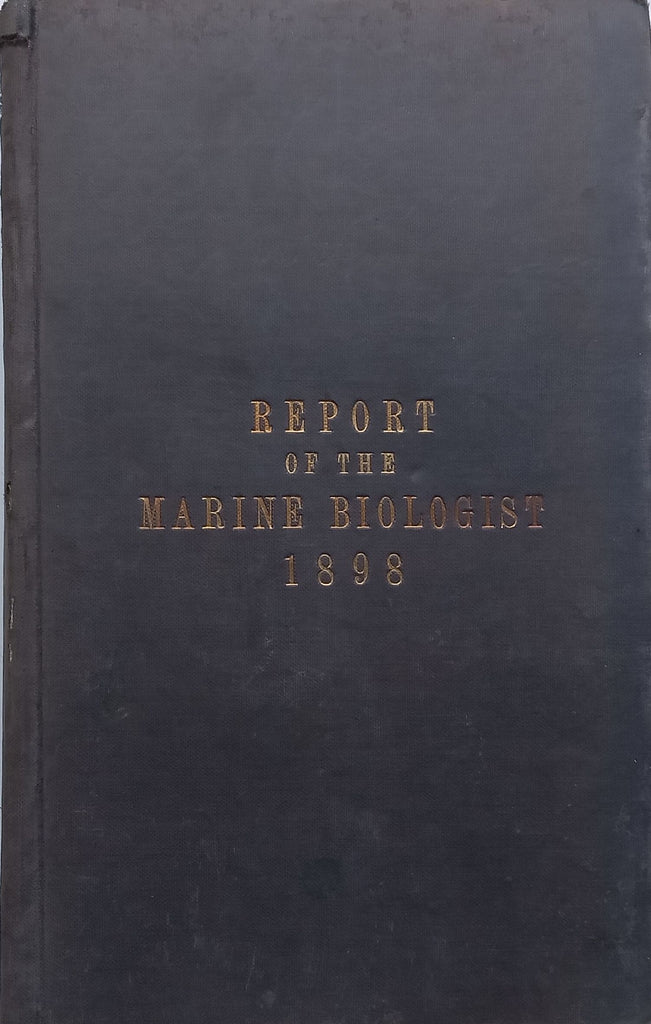 REPORT
OF THE
MARINE BIOLOGIST
1898